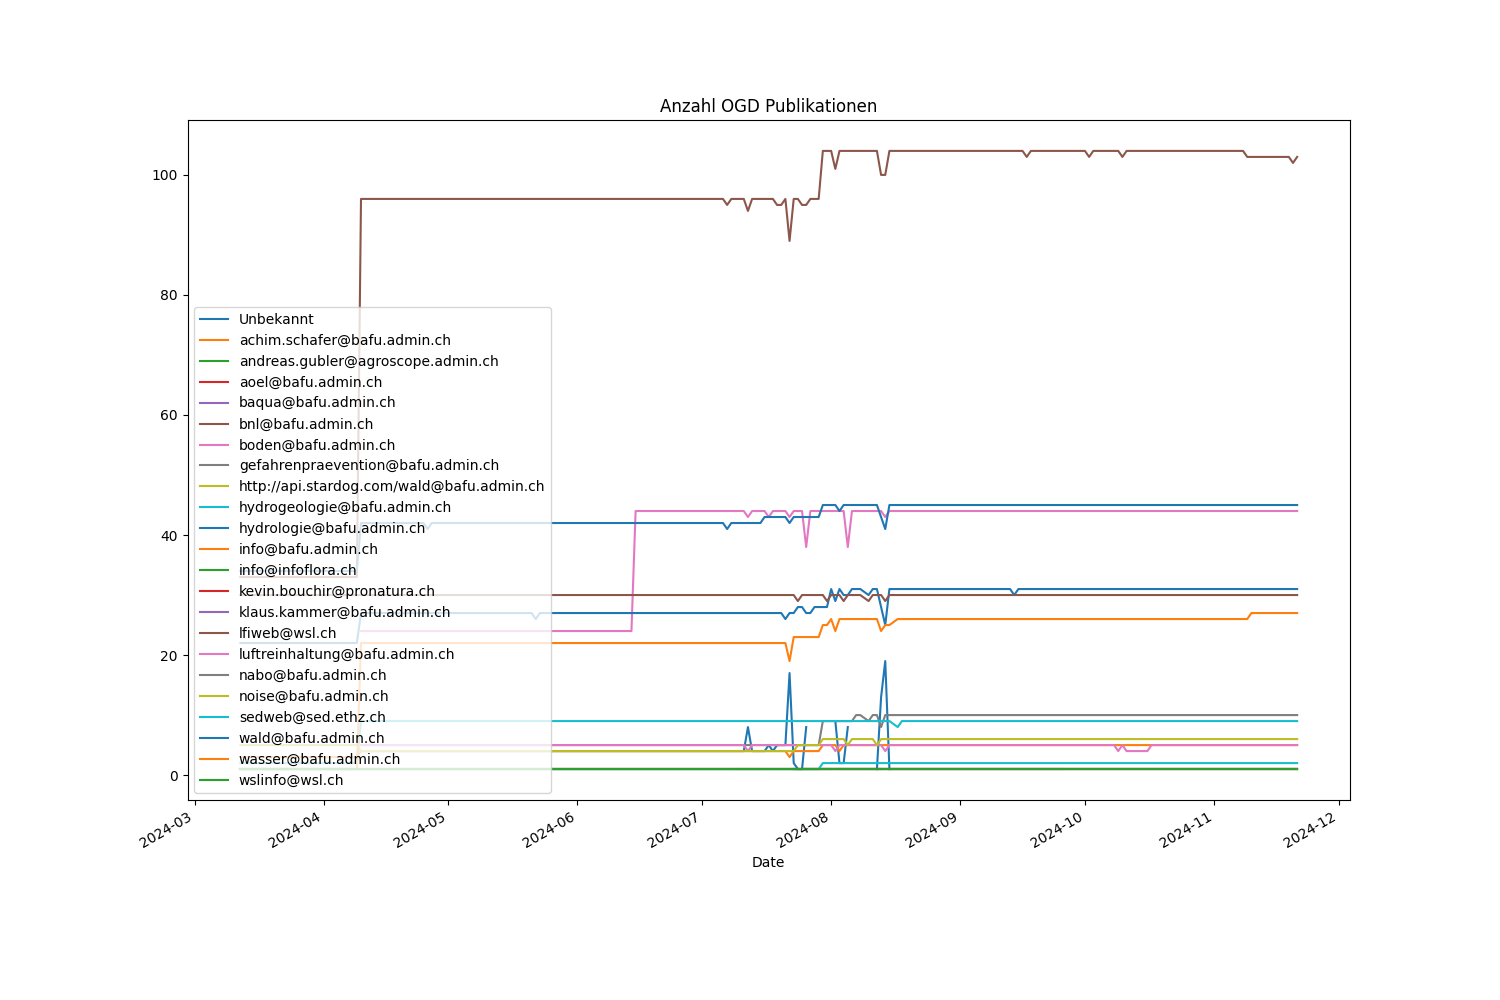 Anzahl OGD Publikationen
100
80
60
40
20
0
Unbekannt
achim.schafer@bafu.admin.ch
andreas.gubler@agroscope.admin.ch
aoel@bafu.admin.ch
baqua@bafu.admin.ch
bnl@bafu.admin.ch
boden@bafu.admin.ch
gefahrenpraevention@bafu.admin.ch
http://api.stardog.com/wald@bafu.admin.ch
hydrogeologie@bafu.admin.ch
hydrologie@bafu.admin.ch
info@bafu.admin.ch
info@infoflora.ch
kevin.bouchir@pronatura.ch
klaus.kammer@bafu.admin.ch
lfiweb@wsl.ch
luftreinhaltung@bafu.admin.ch
nabo@bafu.admin.ch
noise@bafu.admin.ch
sedweb@sed.ethz.ch
wald@bafu.admin.ch
wasser@bafu.admin.ch
wslinfo@wsl.ch
2024-03
2024-04
2024-05
2024-06
2024-07
2024-08
2024-09
2024-10
2024-11
2024-12
Date